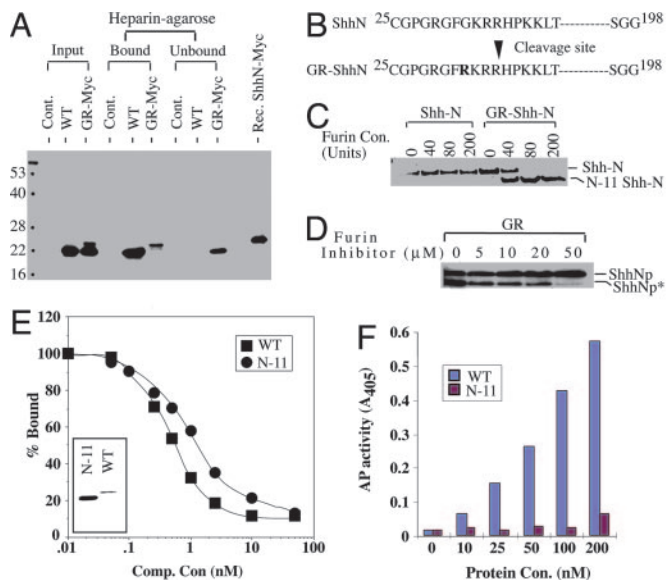 A
Heparin-agarose
Input Bound Unbound
Cont.
WT
GR-Myc
Cont.
WT
GR-Myc
Cont.
WT
GR-Myc
Rec. ShhN-Myc
53
40
28
22
16
B
ShhN 25CGPGRGFGKRRHPKKLT----------SGG198
Cleavage site
GR-ShhN 25CGPGRGFRKRRHPKKLT----------SGG198
C
Shh-N GR-Shh-N
Furin Con. (Units)
0 40 80 200 0 40 80 200
Shh-N
N-11 Shh-N
D
GR
Furin Inhibitor (µM)
0 5 10 20 50
ShhNp
ShhNp*
E
120
100
80
60
40
20
0
% Bound
WT
N-11
N-11
WT
.01 .1 1 10 100
Comp. Con (nM)
F
0.6
0.5
0.4
0.3
0.2
0.1
0
AP activity (A405)
WT
N-11
0 10 25 50 100 200
Protein Con. (nM)